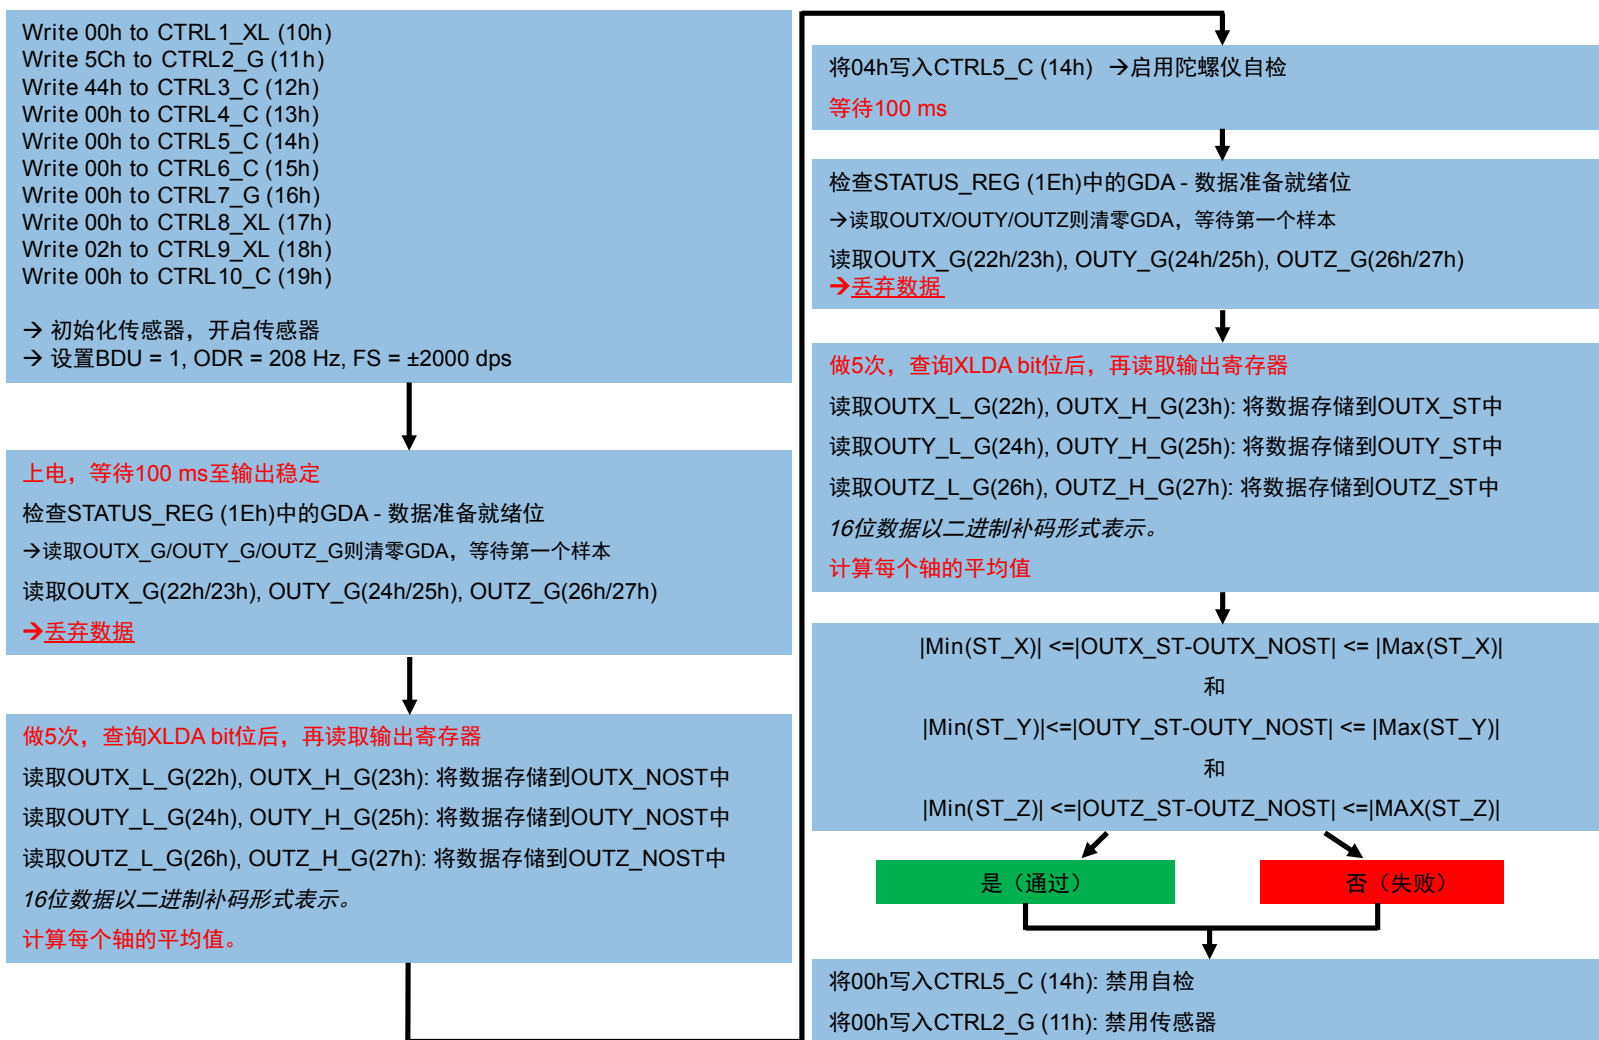 Write 00h to CTRL1_XL (10h)
Write 5Ch to CTRL2_G (11h)
Write 44h to CTRL3_C (12h)
Write 00h to CTRL4_C (13h)
Write 00h to CTRL5_C (14h)
Write 00h to CTRL6_C (15h)
Write 00h to CTRL7_G (16h)
Write 00h to CTRL8_XL (17h)
Write 02h to CTRL9_XL (18h)
Write 00h to CTRL10_C (19h)
→ 初始化传感器，开启传感器
→ 设置BDU = 1, ODR = 208 Hz, FS = ±2000 dps
上电，等待100 ms至输出稳定
检查STATUS_REG (1Eh)中的GDA - 数据准备就绪位
→读取OUTX_G/OUTY_G/OUTZ_G则清零GDA，等待第一个样本
读取OUTX_G(22h/23h), OUTY_G(24h/25h), OUTZ_G(26h/27h)
→丢弃数据
做5次，查询XLDA bit位后，再读取输出寄存器
读取OUTX_L_G(22h), OUTX_H_G(23h): 将数据存储到OUTX_NOST中
读取OUTY_L_G(24h), OUTY_H_G(25h): 将数据存储到OUTY_NOST中
读取OUTZ_L_G(26h), OUTZ_H_G(27h): 将数据存储到OUTZ_NOST中
16位数据以二进制补码形式表示。
计算每个轴的平均值。
将04h写入CTRL5_C (14h) →启用陀螺仪自检
等待100 ms
检查STATUS_REG (1Eh)中的GDA - 数据准备就绪位
→读取OUTX/OUTY/OUTZ则清零GDA，等待第一个样本
读取OUTX_G(22h/23h), OUTY_G(24h/25h), OUTZ_G(26h/27h)
→丢弃数据
做5次，查询XLDA bit位后，再读取输出寄存器
读取OUTX_L_G(22h), OUTX_H_G(23h): 将数据存储到OUTX_ST中
读取OUTY_L_G(24h), OUTY_H_G(25h): 将数据存储到OUTY_ST中
读取OUTZ_L_G(26h), OUTZ_H_G(27h): 将数据存储到OUTZ_ST中
16位数据以二进制补码形式表示。
计算每个轴的平均值
|Min(ST_X)| <=|OUTX_ST-OUTX_NOST| <= |Max(ST_X)|
和
|Min(ST_Y)|<=|OUTY_ST-OUTY_NOST| <= |Max(ST_Y)|
和
|Min(ST_Z)| <=|OUTZ_ST-OUTZ_NOST| <=|MAX(ST_Z)|
是（通过）
否（失败）
将00h写入CTRL5_C (14h): 禁用自检
将00h写入CTRL2_G (11h): 禁用传感器